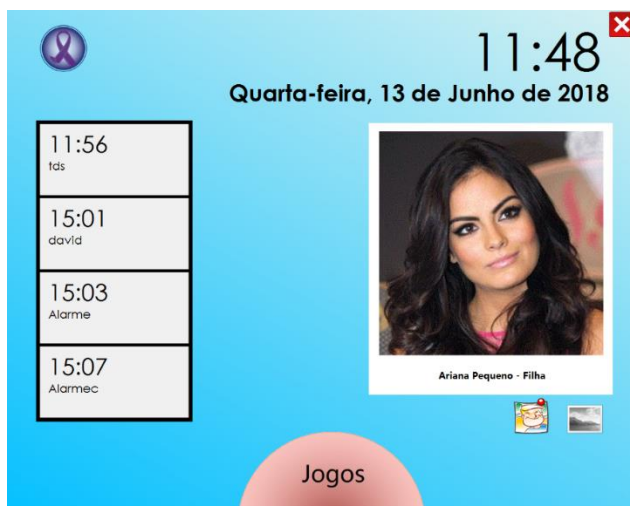 11:48
Quarta-feira, 13 de Junho de 2018
11:56
tds
15:01
david
15:03
Alarme
15:07
Alarmec
Ariana Pequeno - Filha
Jogos